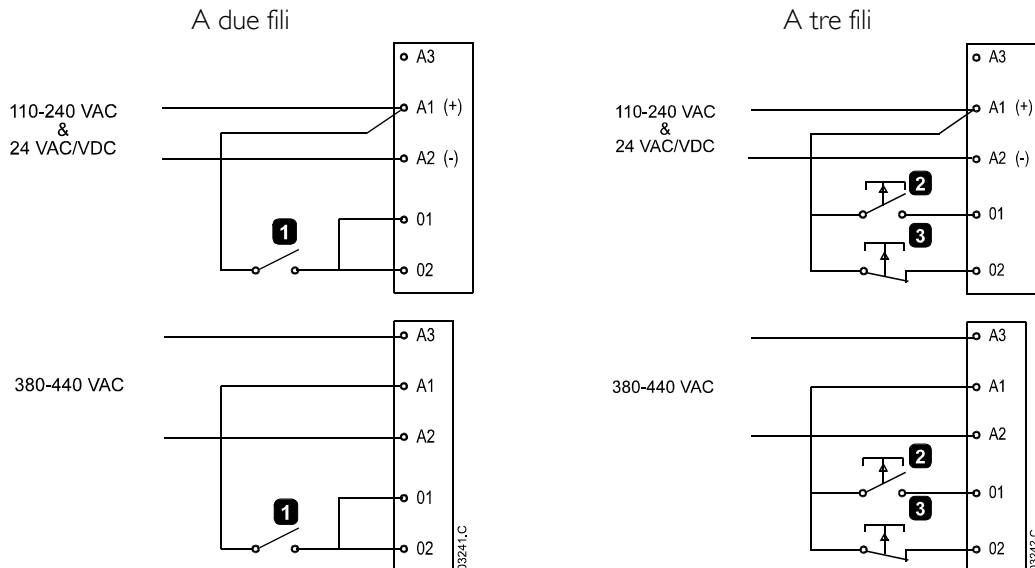 A due fili
A tre fili
A3
110-240 VAC
&
24 VAC/VDC
A1 (+)
A2 (-)
01
1
02
A3
110-240 VAC
&
24 VAC/VDC
A1 (+)
A2 (-)
2
01
3
02
A3
380-440 VAC
A1
A2
01
1
02
03241.C
A3
380-440 VAC
A1
A2
2
01
3
02
03242.C